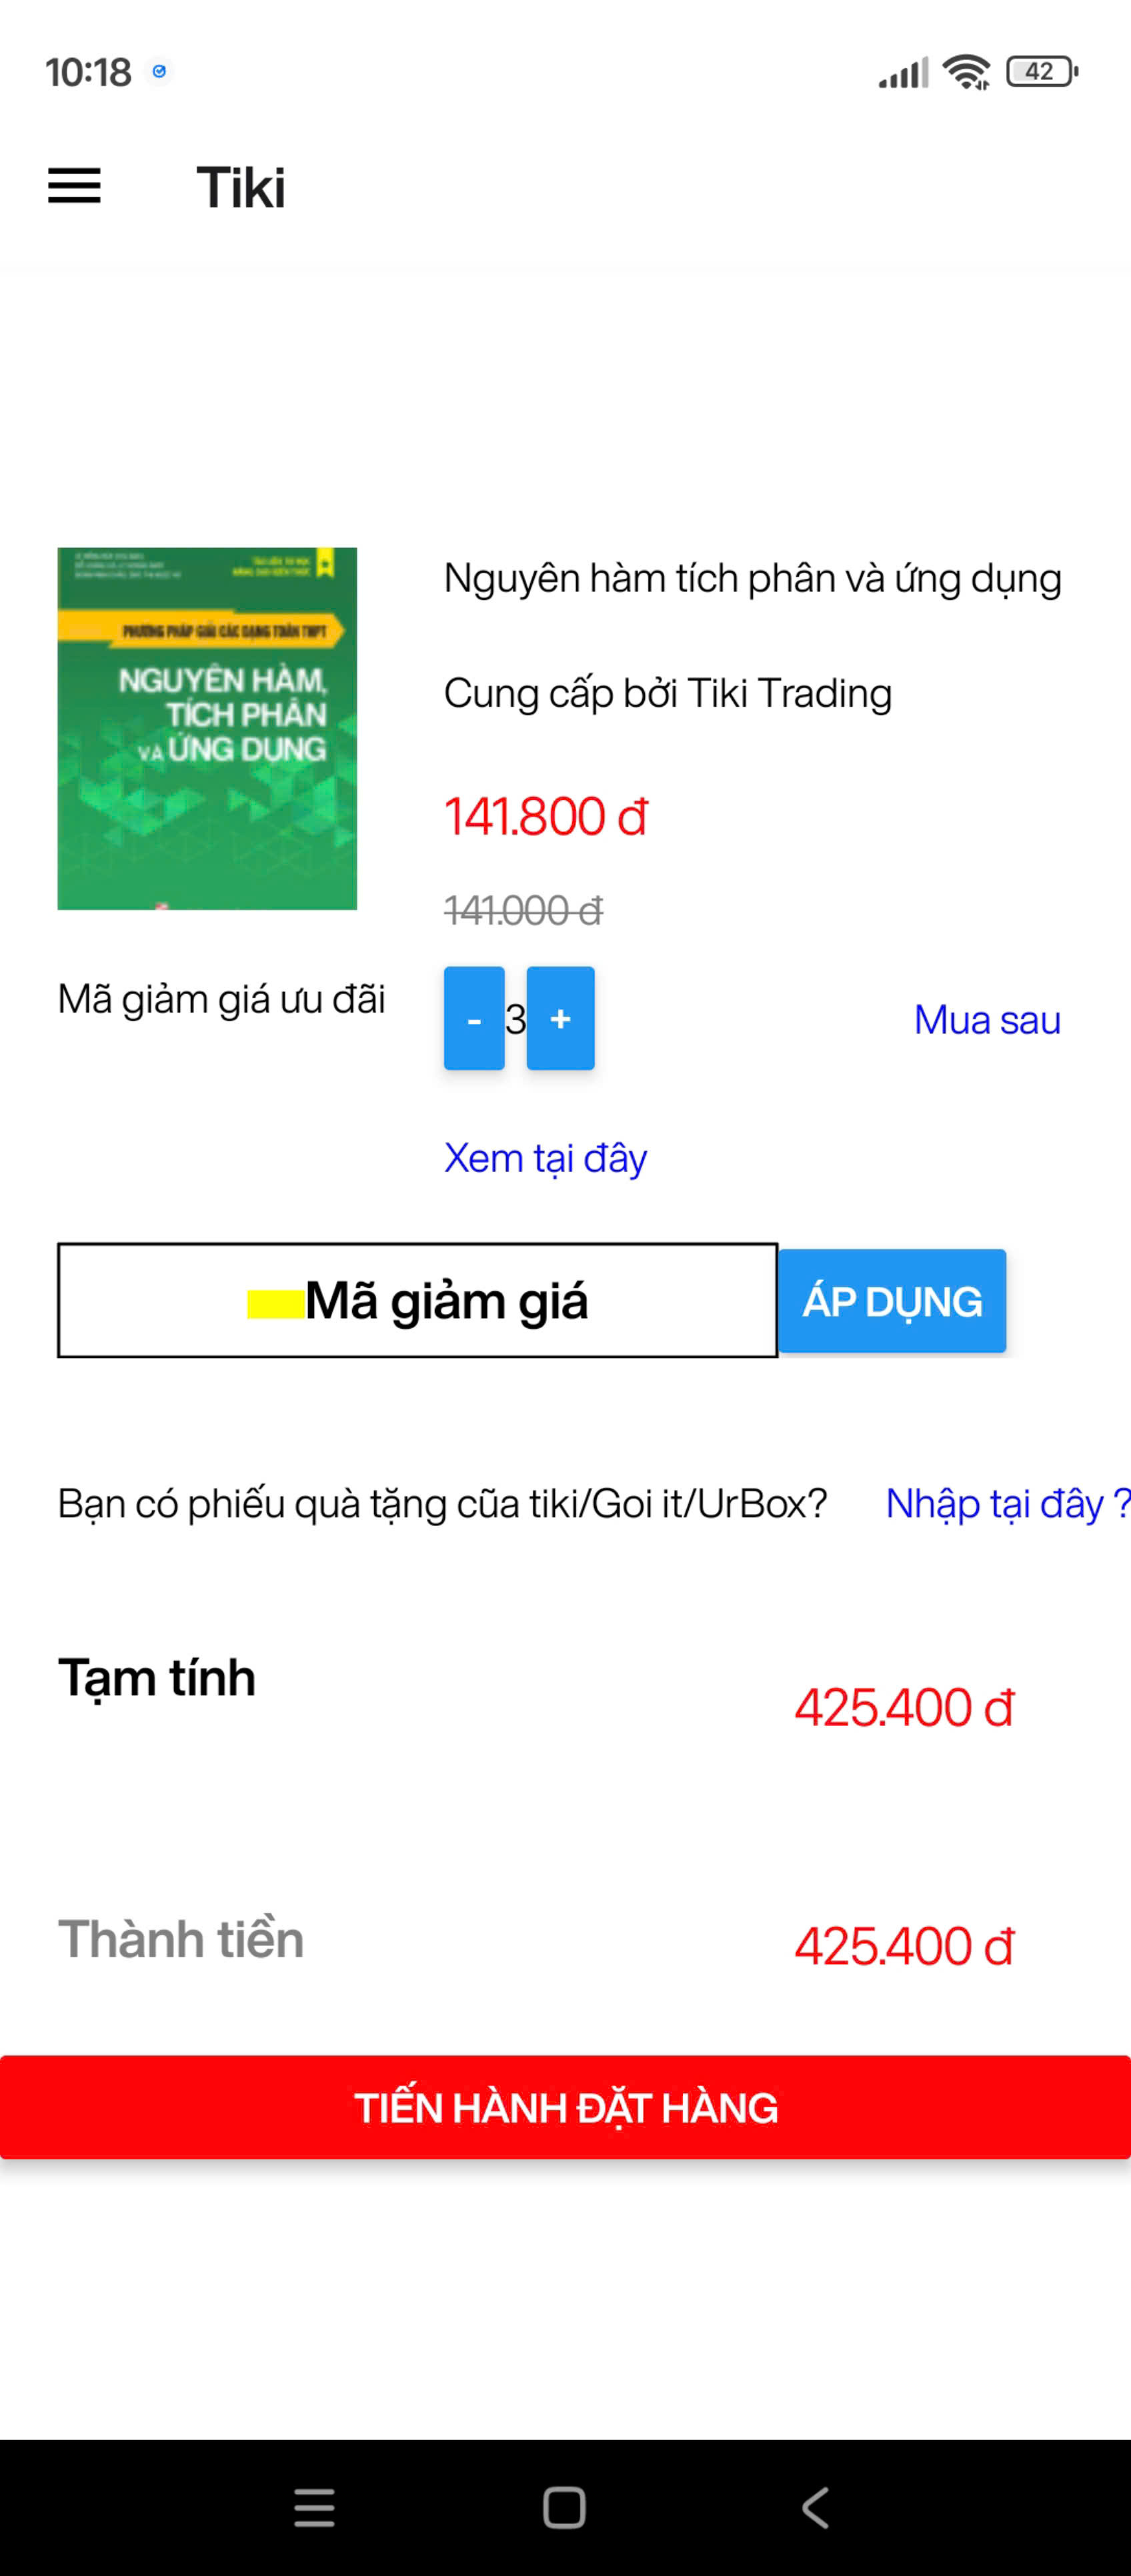 10:18
42
Tiki
PHƯƠNG PHÁP GIẢI CÁC DẠNG TOÁN THPT
NGUYÊN HÀM,
TÍCH PHÂN
VÀ ỨNG DỤNG
Nguyên hàm tích phân và ứng dụng
Cung cấp bởi Tiki Trading
141.800 đ
141.000 đ
Mã giảm giá ưu đãi
- 3 +
Mua sau
Xem tại đây
Mã giảm giá
ÁP DỤNG
Bạn có phiếu quà tặng cũa tiki/Goi it/UrBox? Nhập tại đây ?
Tạm tính
425.400 đ
Thành tiền
425.400 đ
TIẾN HÀNH ĐẶT HÀNG